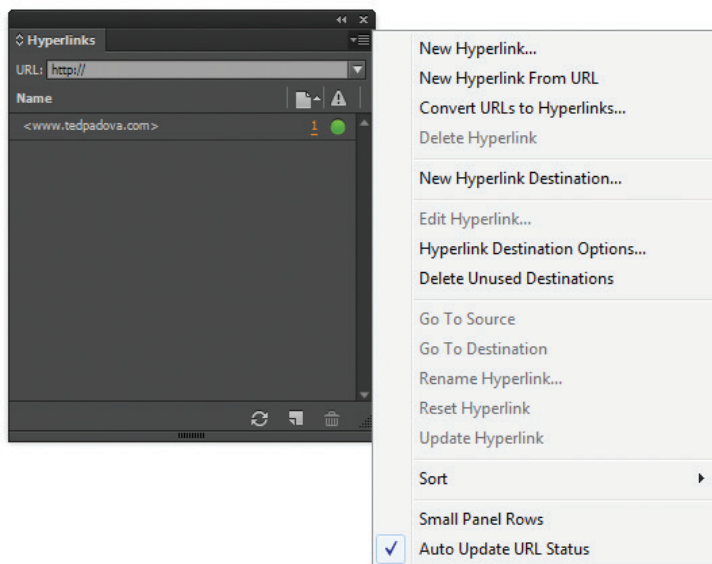 Hyperlinks
URL: http://
Name
<www.tedpadova.com> 1
New Hyperlink...
New Hyperlink From URL
Convert URLs to Hyperlinks...
Delete Hyperlink
New Hyperlink Destination...
Edit Hyperlink...
Hyperlink Destination Options...
Delete Unused Destinations
Go To Source
Go To Destination
Rename Hyperlink...
Reset Hyperlink
Update Hyperlink
Sort
Small Panel Rows
Auto Update URL Status